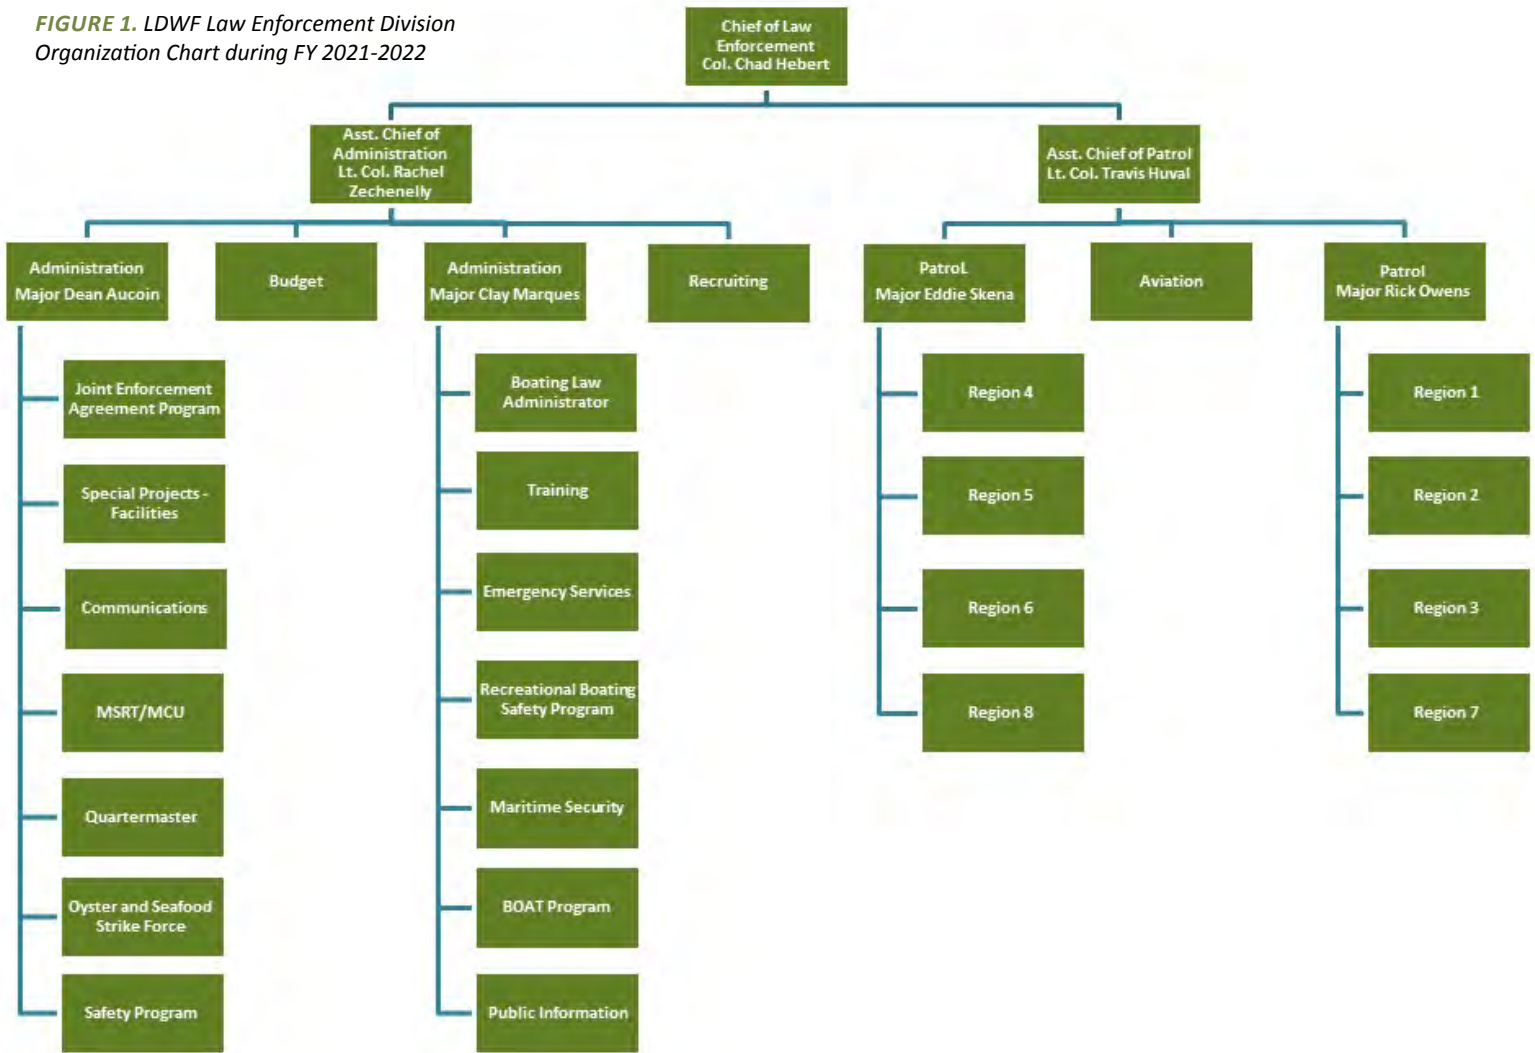 FIGURE 1. LDWF Law Enforcement Division
Organization Chart during FY 2021-2022
Chief of Law
Enforcement
Col. Chad Hebert
Asst. Chief of
Administration
Lt. Col. Rachel
Zechenelly
Asst. Chief of Patrol
Lt. Col. Travis Huval
Administration
Major Dean Aucoin
Budget
Administration
Major Clay Marques
Recruiting
PatroL
Major Eddie Skena
Aviation
Patrol
Major Rick Owens
Joint Enforcement
Agreement Program
Special Projects -
Facilities
Communications
MSRT/MCU
Quartermaster
Oyster and Seafood
Strike Force
Safety Program
Boating Law
Administrator
Training
Emergency Services
Recreational Boating
Safety Program
Maritime Security
BOAT Program
Public Information
Region 4
Region 5
Region 6
Region 8
Region 1
Region 2
Region 3
Region 7